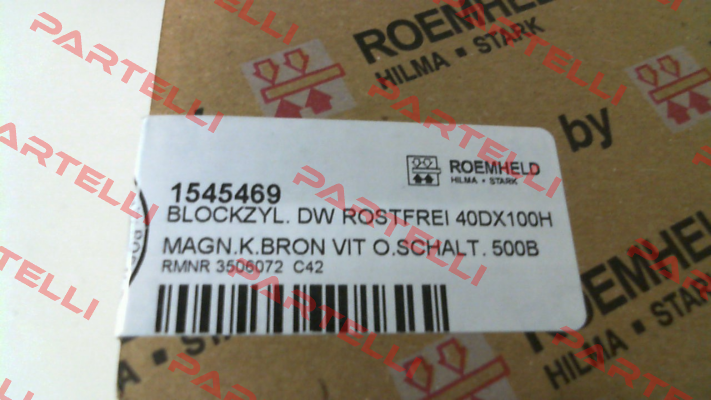 ROEMHELD
HILMA ▪ STARK
by
ROEMHELD
HILMA ▪ STARK
1545469
BLOCKZYL. DW ROSTFREI 40DX100H
MAGN.K.BRON VIT O.SCHALT. 500B
RMNR 3506072 C42
ROEMHELD
HILMA ▪ STARK
STARK
PARTELLI
PARTELLI
PARTELLI
PARTELLI
PARTELLI
PARTELLI
PARTELLI